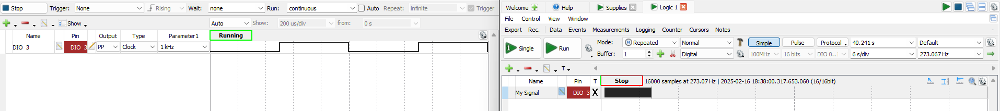 Stop Trigger: None Rising Wait: none Run: continuous Auto Repeat: infinite Trigger
Show Auto Show: 200 us/div from: 0 s
Name Pin Output Type Parameter1 Running
DIO 3 DIO 3 PP Clock 1 kHz
Welcome Help Supplies Logic 1
File Control View Window
Export Rec. Data Events Measurements Logging Counter Cursors Notes -
1 Single Run Mode: Repeated Normal Simple Pulse Protocol 40.241 s Default
Buffer: 1 Digital 100MHz 16 bits DIO 0.. 6 s/div 273.067 Hz
T
Name Pin T Stop 16000 samples at 273.07 Hz | 2025-02-16 18:38:00.317.653.060 (16/16bit)
My Signal DIO 3 X